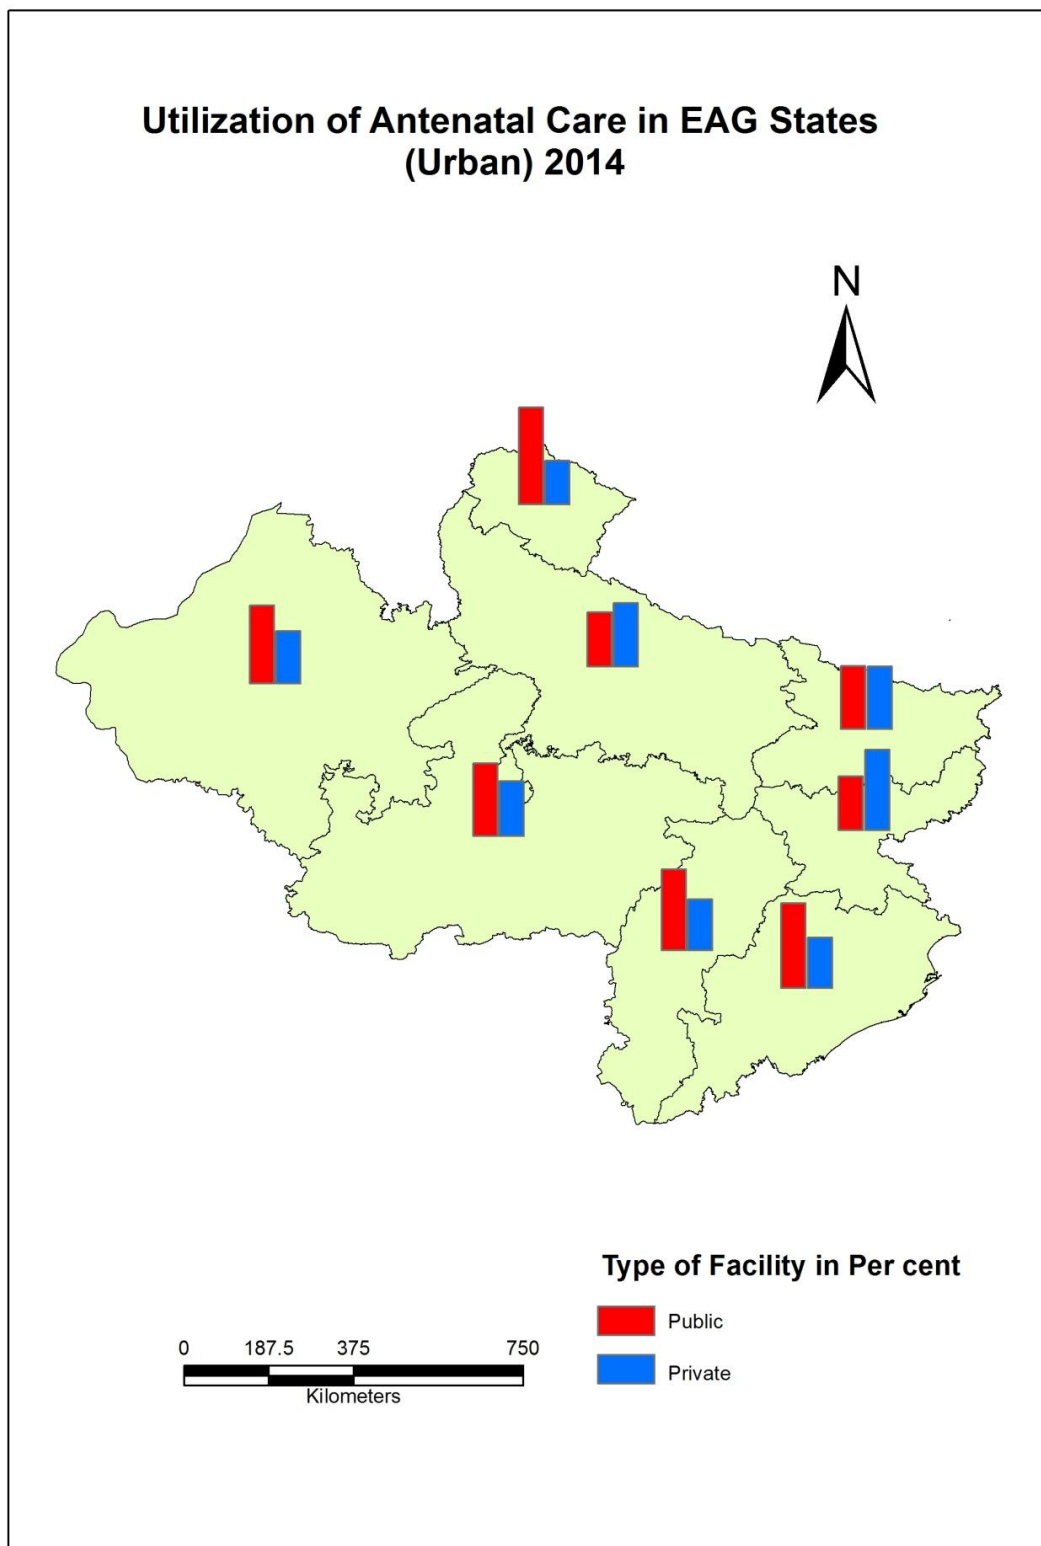 Utilization of Antenatal Care in EAG States
(Urban) 2014
N
Type of Facility in Per cent
Public
Private
0 187.5 375 750
Kilometers